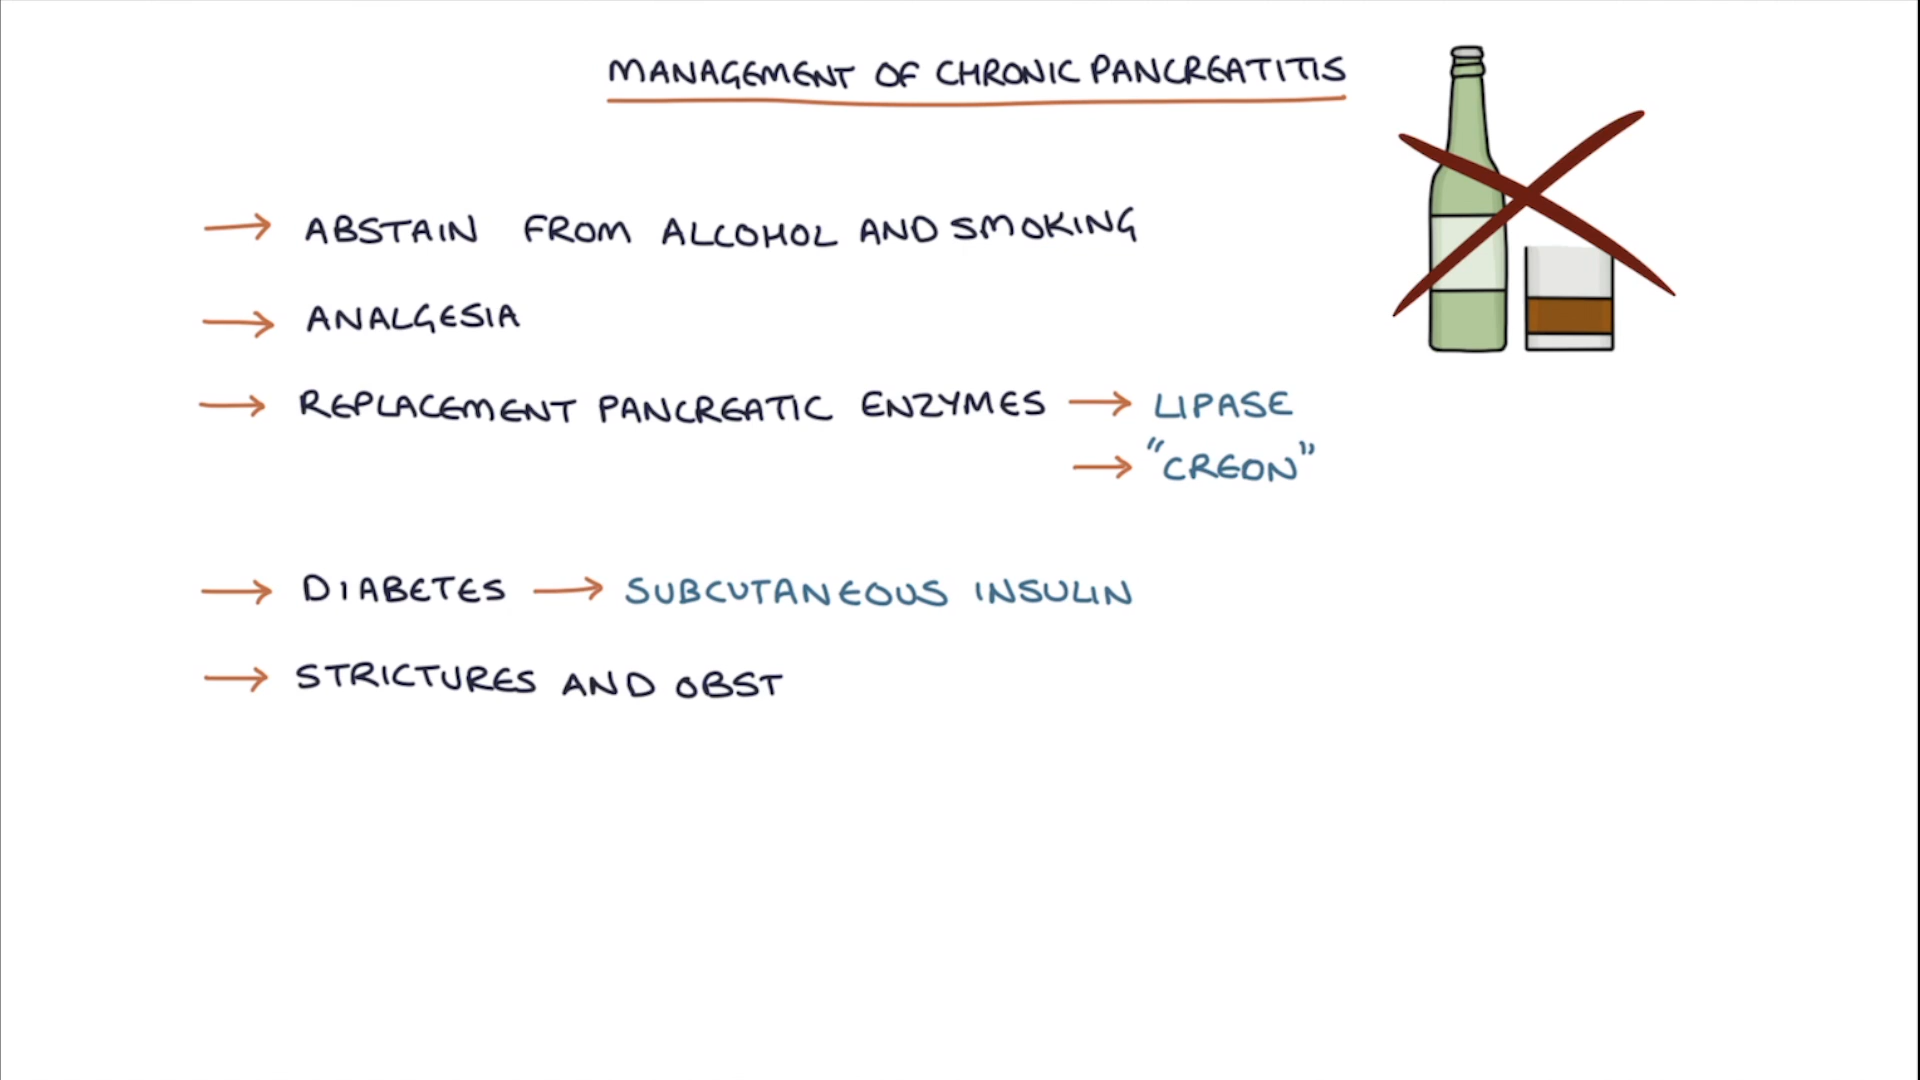 MANAGEMENT OF CHRONIC PANCREATITIS
→ ABSTAIN FROM ALCOHOL AND SMOKING
→ ANALGESIA
→ REPLACEMENT PANCREATIC ENZYMES → LIPASE
→ "CREON"
→ DIABETES → SUBCUTANEOUS INSULIN
→ STRICTURES AND OBST